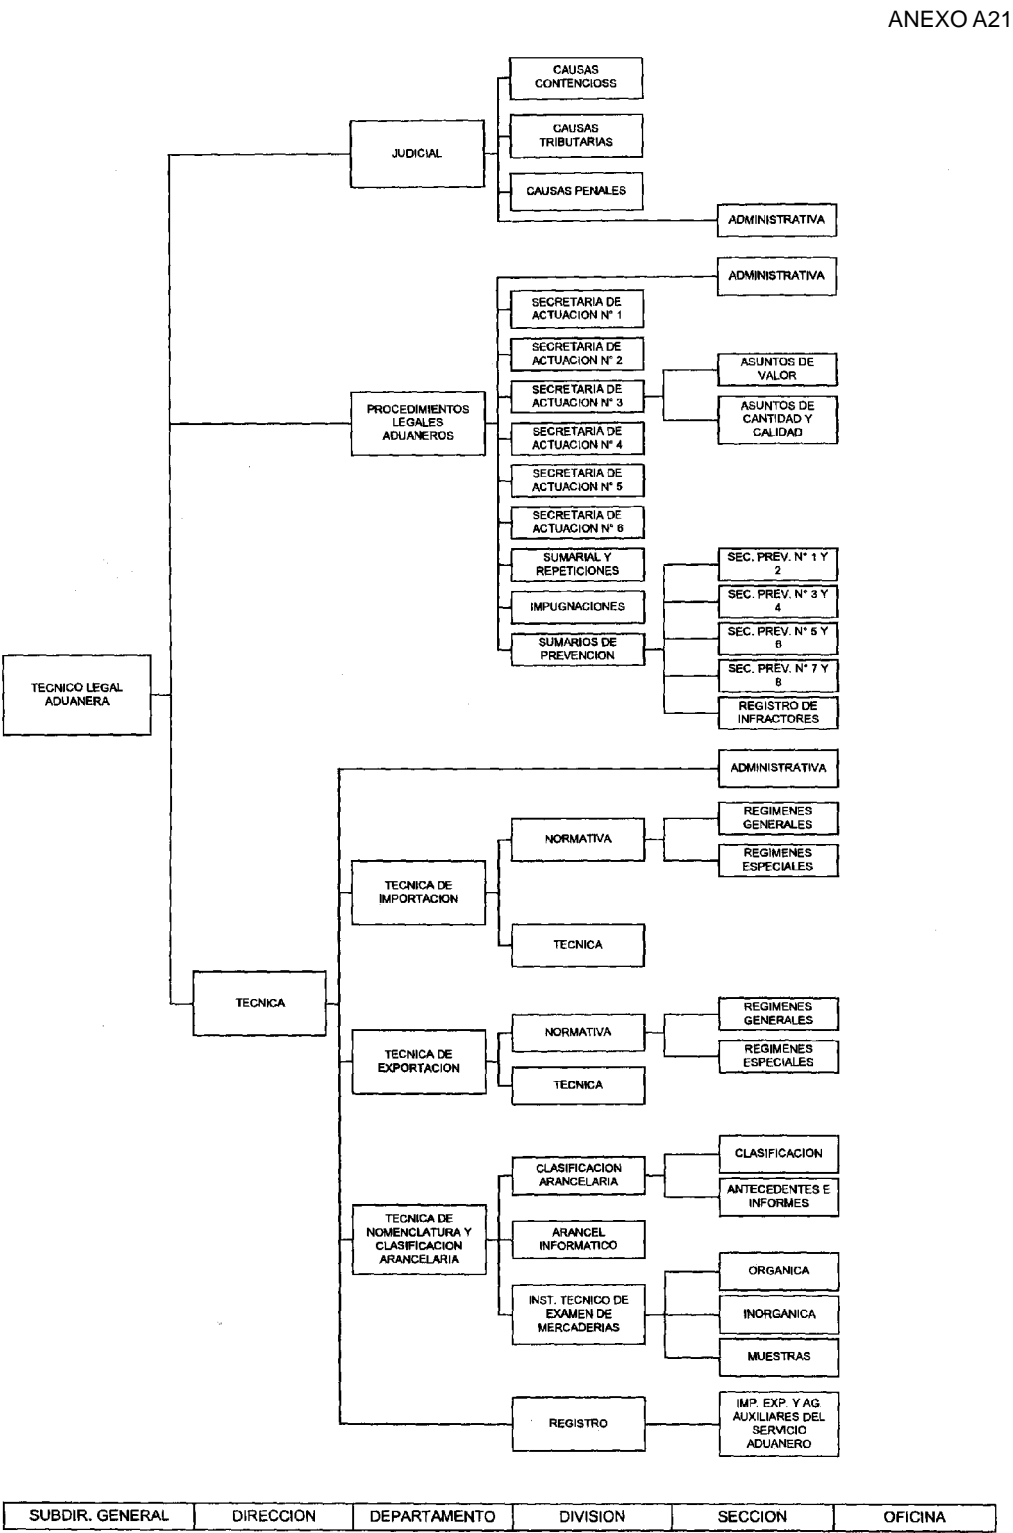 ANEXO A21
CAUSAS
CONTENCIOSS
CAUSAS
TRIBUTARIAS
JUDICIAL
CAUSAS PENALES
ADMINISTRATIVA
ADMINISTRATIVA
SECRETARIA DE
ACTUACION N° 1
SECRETARIA DE
ACTUACION N° 2
ASUNTOS DE
VALOR
SECRETARIA DE
ACTUACION N° 3
ASUNTOS DE
CANTIDAD Y
CALIDAD
PROCEDIMIENTOS
LEGALES
ADUANEROS
SECRETARIA DE
ACTUACION N° 4
SECRETARIA DE
ACTUACION N° 5
SECRETARIA DE
ACTUACION N° 6
SUMARIAL Y
REPETICIONES
SEC. PREV. N° 1 Y
2
IMPUGNACIONES
SEC. PREV. N° 3 Y
4
SUMARIOS DE
PREVENCION
SEC. PREV. N° 5 Y
6
SEC. PREV. N° 7 Y
8
TECNICO LEGAL
ADUANERA
REGISTRO DE
INFRACTORES
ADMINISTRATIVA
NORMATIVA
REGIMENES
GENERALES
REGIMENES
ESPECIALES
TECNICA DE
IMPORTACION
TECNICA
TECNICA
NORMATIVA
REGIMENES
GENERALES
REGIMENES
ESPECIALES
TECNICA DE
EXPORTACION
TECNICA
CLASIFICACION
ARANCELARIA
CLASIFICACION
ANTECEDENTES E
INFORMES
TECNICA DE
NOMENCLATURA Y
CLASIFICACION
ARANCELARIA
ARANCEL
INFORMATICO
INST. TECNICO DE
EXAMEN DE
MERCADERIAS
ORGANICA
INORGANICA
MUESTRAS
REGISTRO
IMP. EXP. Y AG.
AUXILIARES DEL
SERVICIO
ADUANERO
SUBDIR. GENERAL DIRECCION DEPARTAMENTO DIVISION SECCION OFICINA